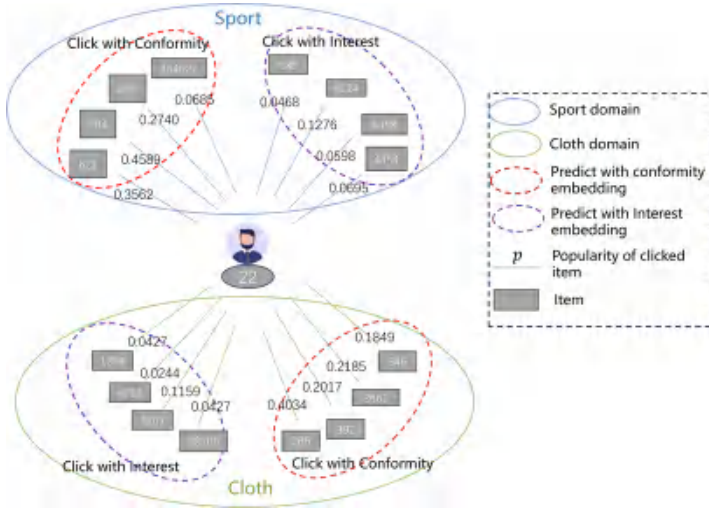 Sport
Click with Conformity
Click with Interest
0.0685
0.0468
0.2740
0.1276
0.4589
0.0598
0.3562
0.0695
22
0.0427
0.1849
0.0244
0.2185
0.1159
0.2017
0.0427
0.4034
Click with Interest
Click with Conformity
Cloth
Sport domain
Cloth domain
Predict with conformity
embedding
Predict with Interest
embedding
p
Popularity of clicked
item
Item